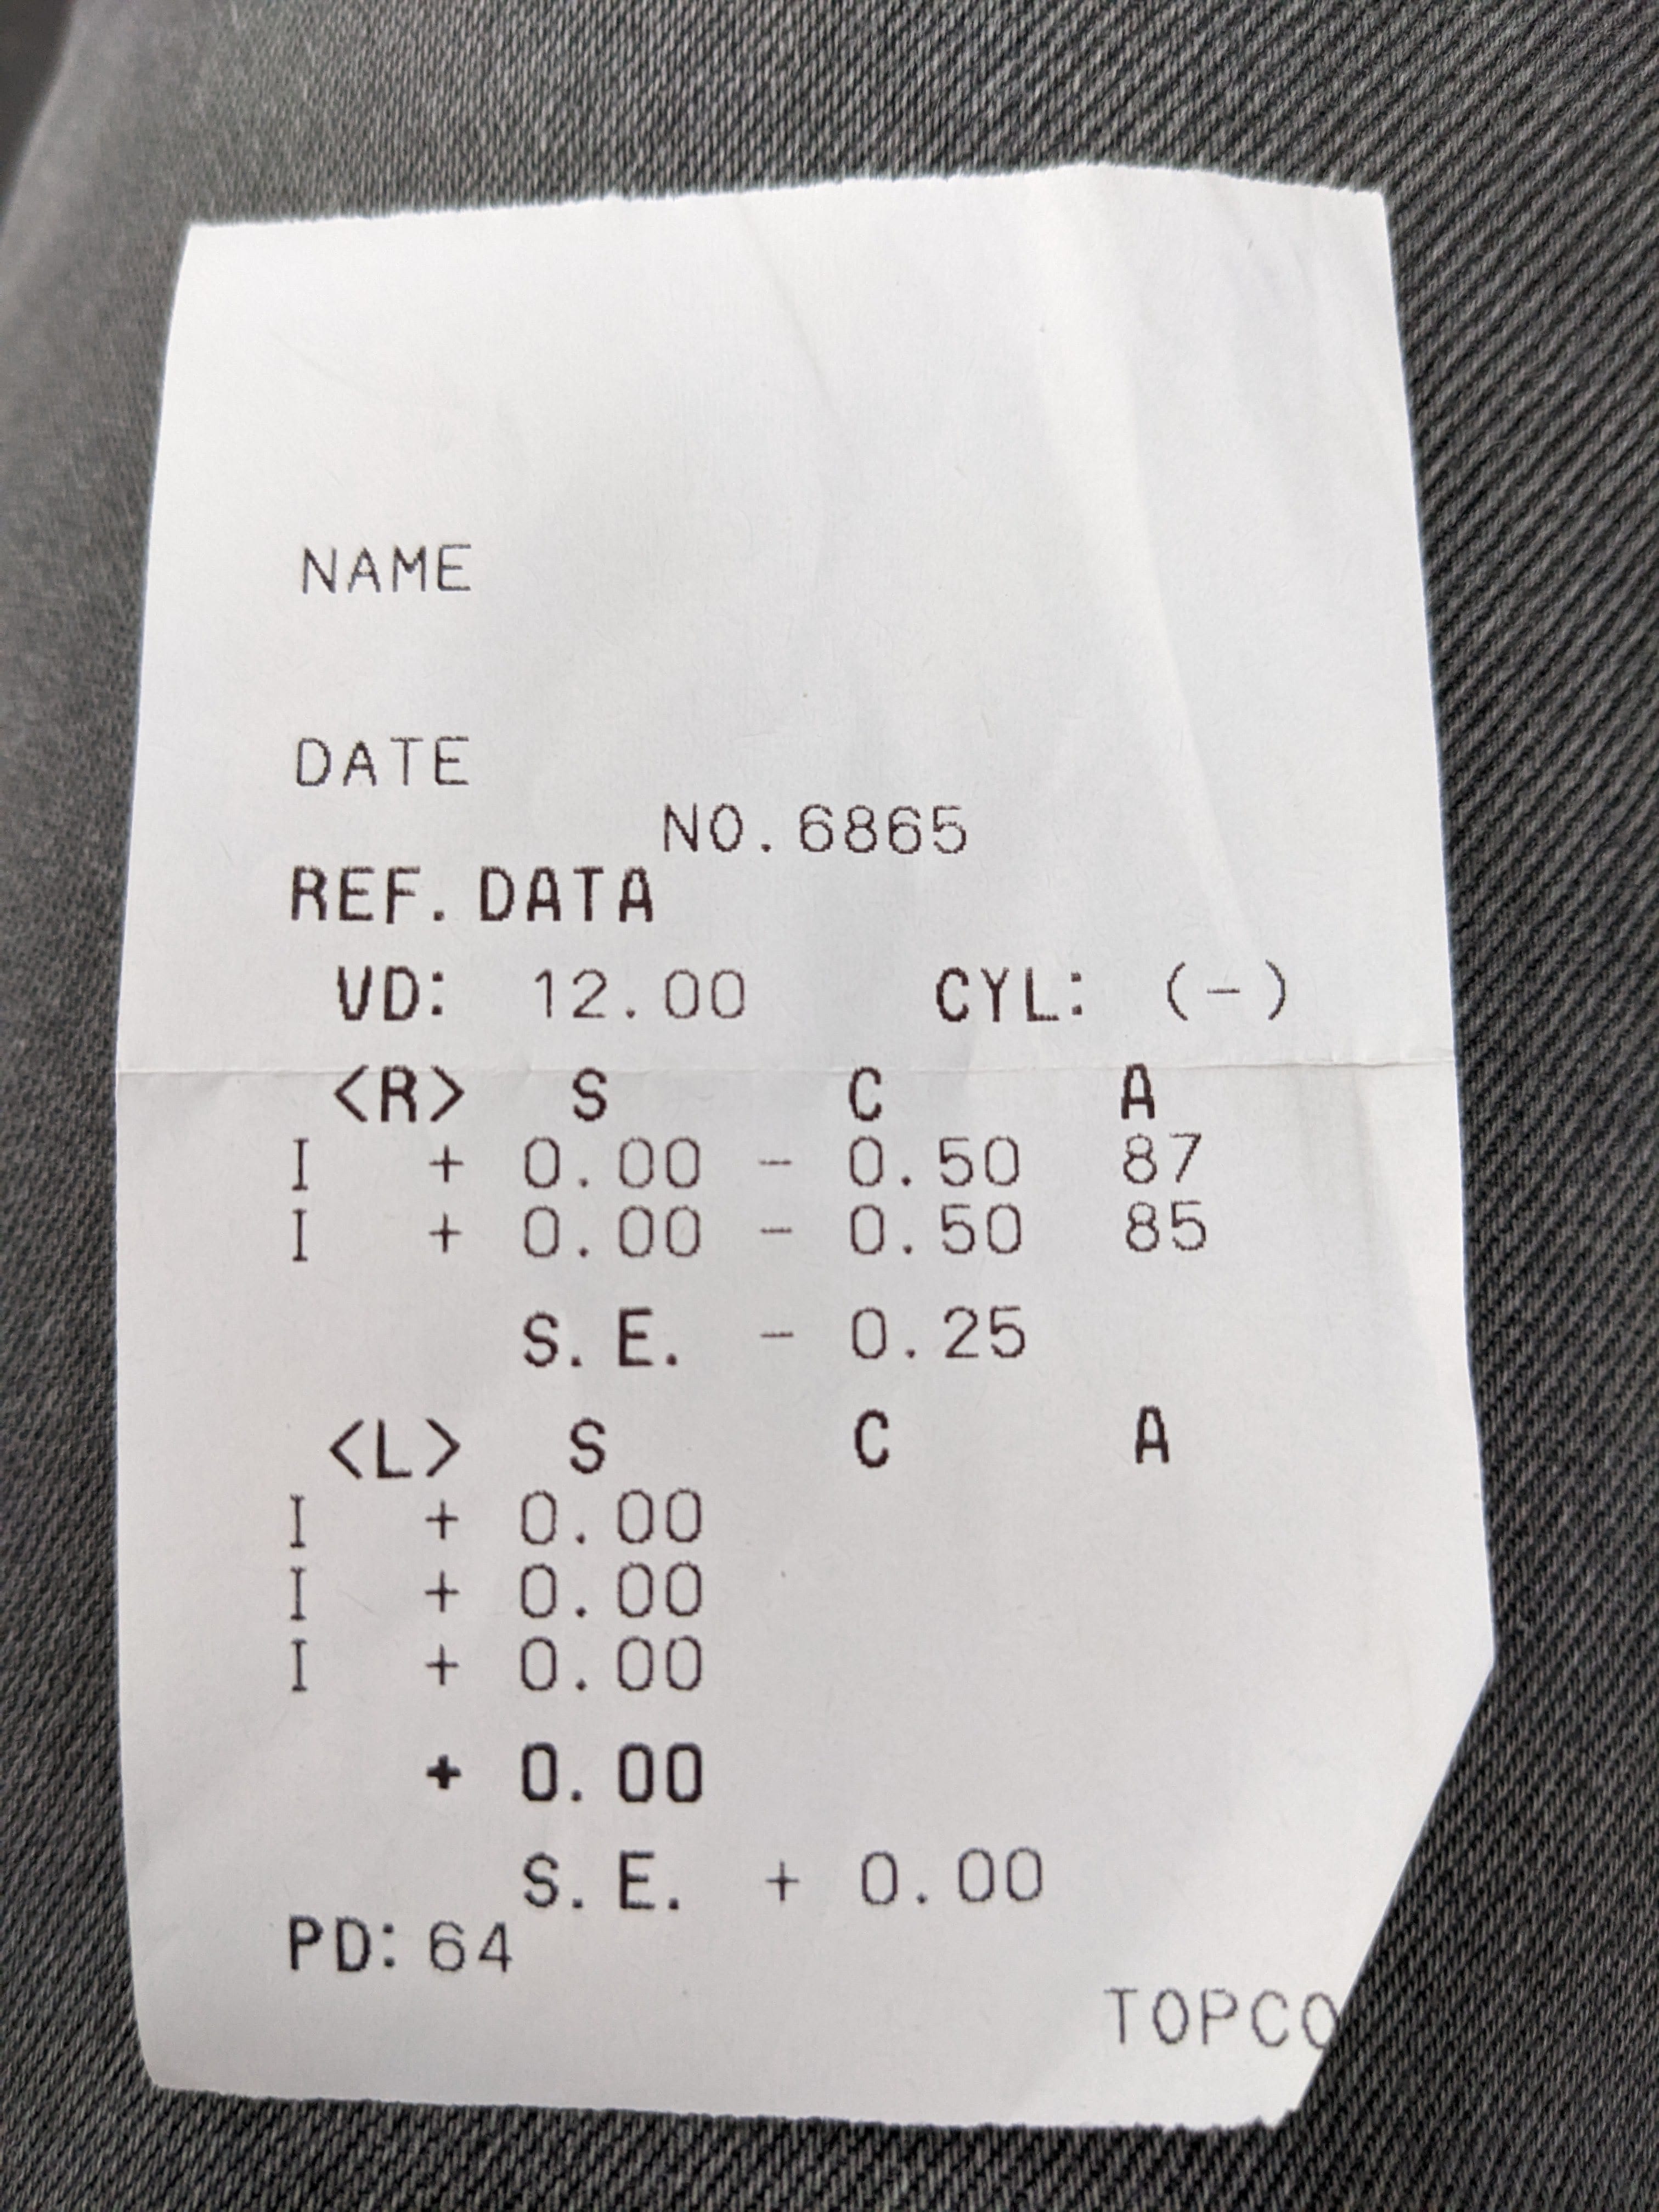 NAME
DATE
NO.6865
REF.DATA
VD: 12.00 CYL: (-)
<R> S C A
I + 0.00 - 0.50 87
I + 0.00 - 0.50 85
S.E. - 0.25
<L> S C A
I + 0.00
I + 0.00
I + 0.00
+ 0.00
S.E. + 0.00
PD: 64
TOPCO